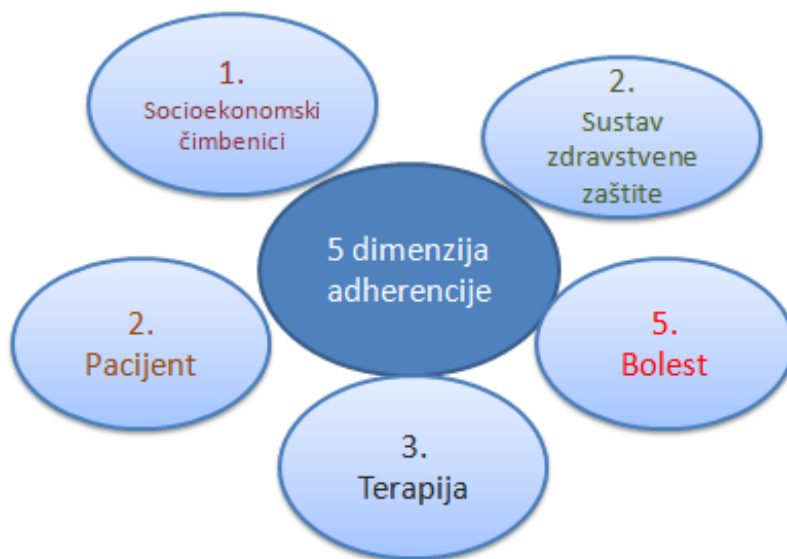 1.
Socioekonomski
čimbenici
2.
Sustav
zdravstvene
zaštite
5 dimenzija
adherencije
2.
Pacijent
5.
Bolest
3.
Terapija